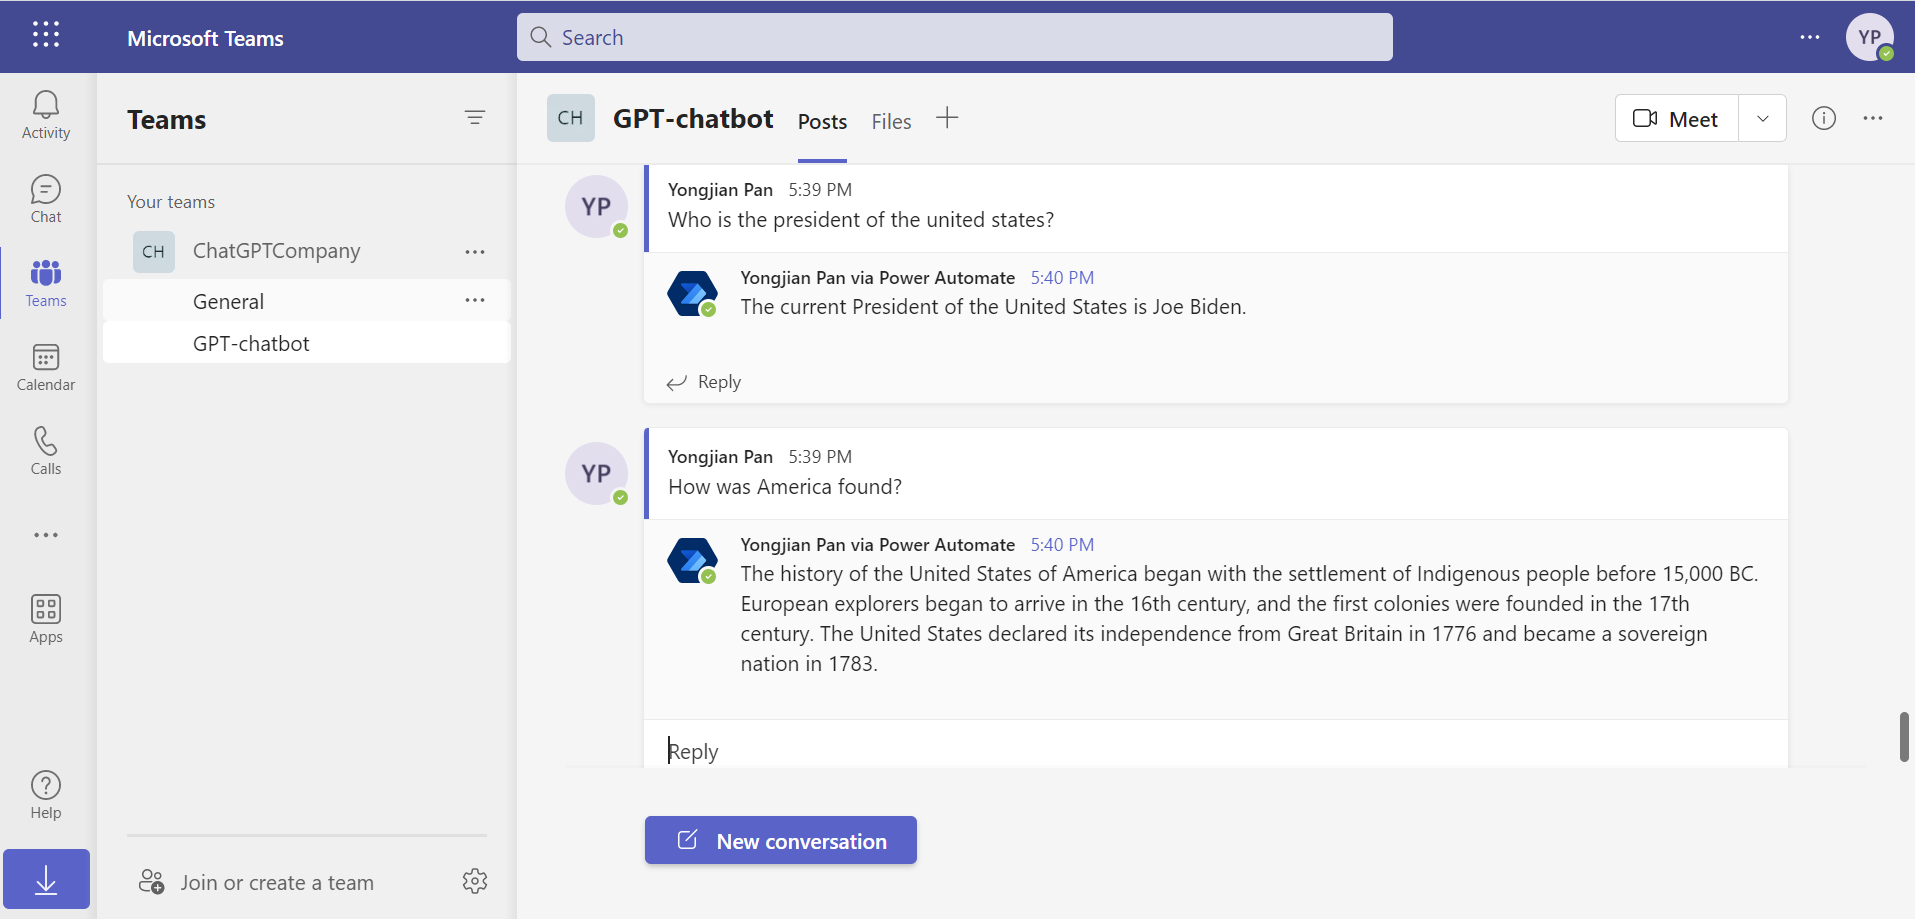 Microsoft Teams
Search
YP
Activity
Chat
Teams
Calendar
Calls
Apps
Help
Teams
Your teams
CH ChatGPTCompany
General
GPT-chatbot
Join or create a team
CH GPT-chatbot Posts Files
Meet
YP
Yongjian Pan 5:39 PM
Who is the president of the united states?
Yongjian Pan via Power Automate 5:40 PM
The current President of the United States is Joe Biden.
Reply
YP
Yongjian Pan 5:39 PM
How was America found?
Yongjian Pan via Power Automate 5:40 PM
The history of the United States of America began with the settlement of Indigenous people before 15,000 BC.
European explorers began to arrive in the 16th century, and the first colonies were founded in the 17th
century. The United States declared its independence from Great Britain in 1776 and became a sovereign
nation in 1783.
Reply
New conversation